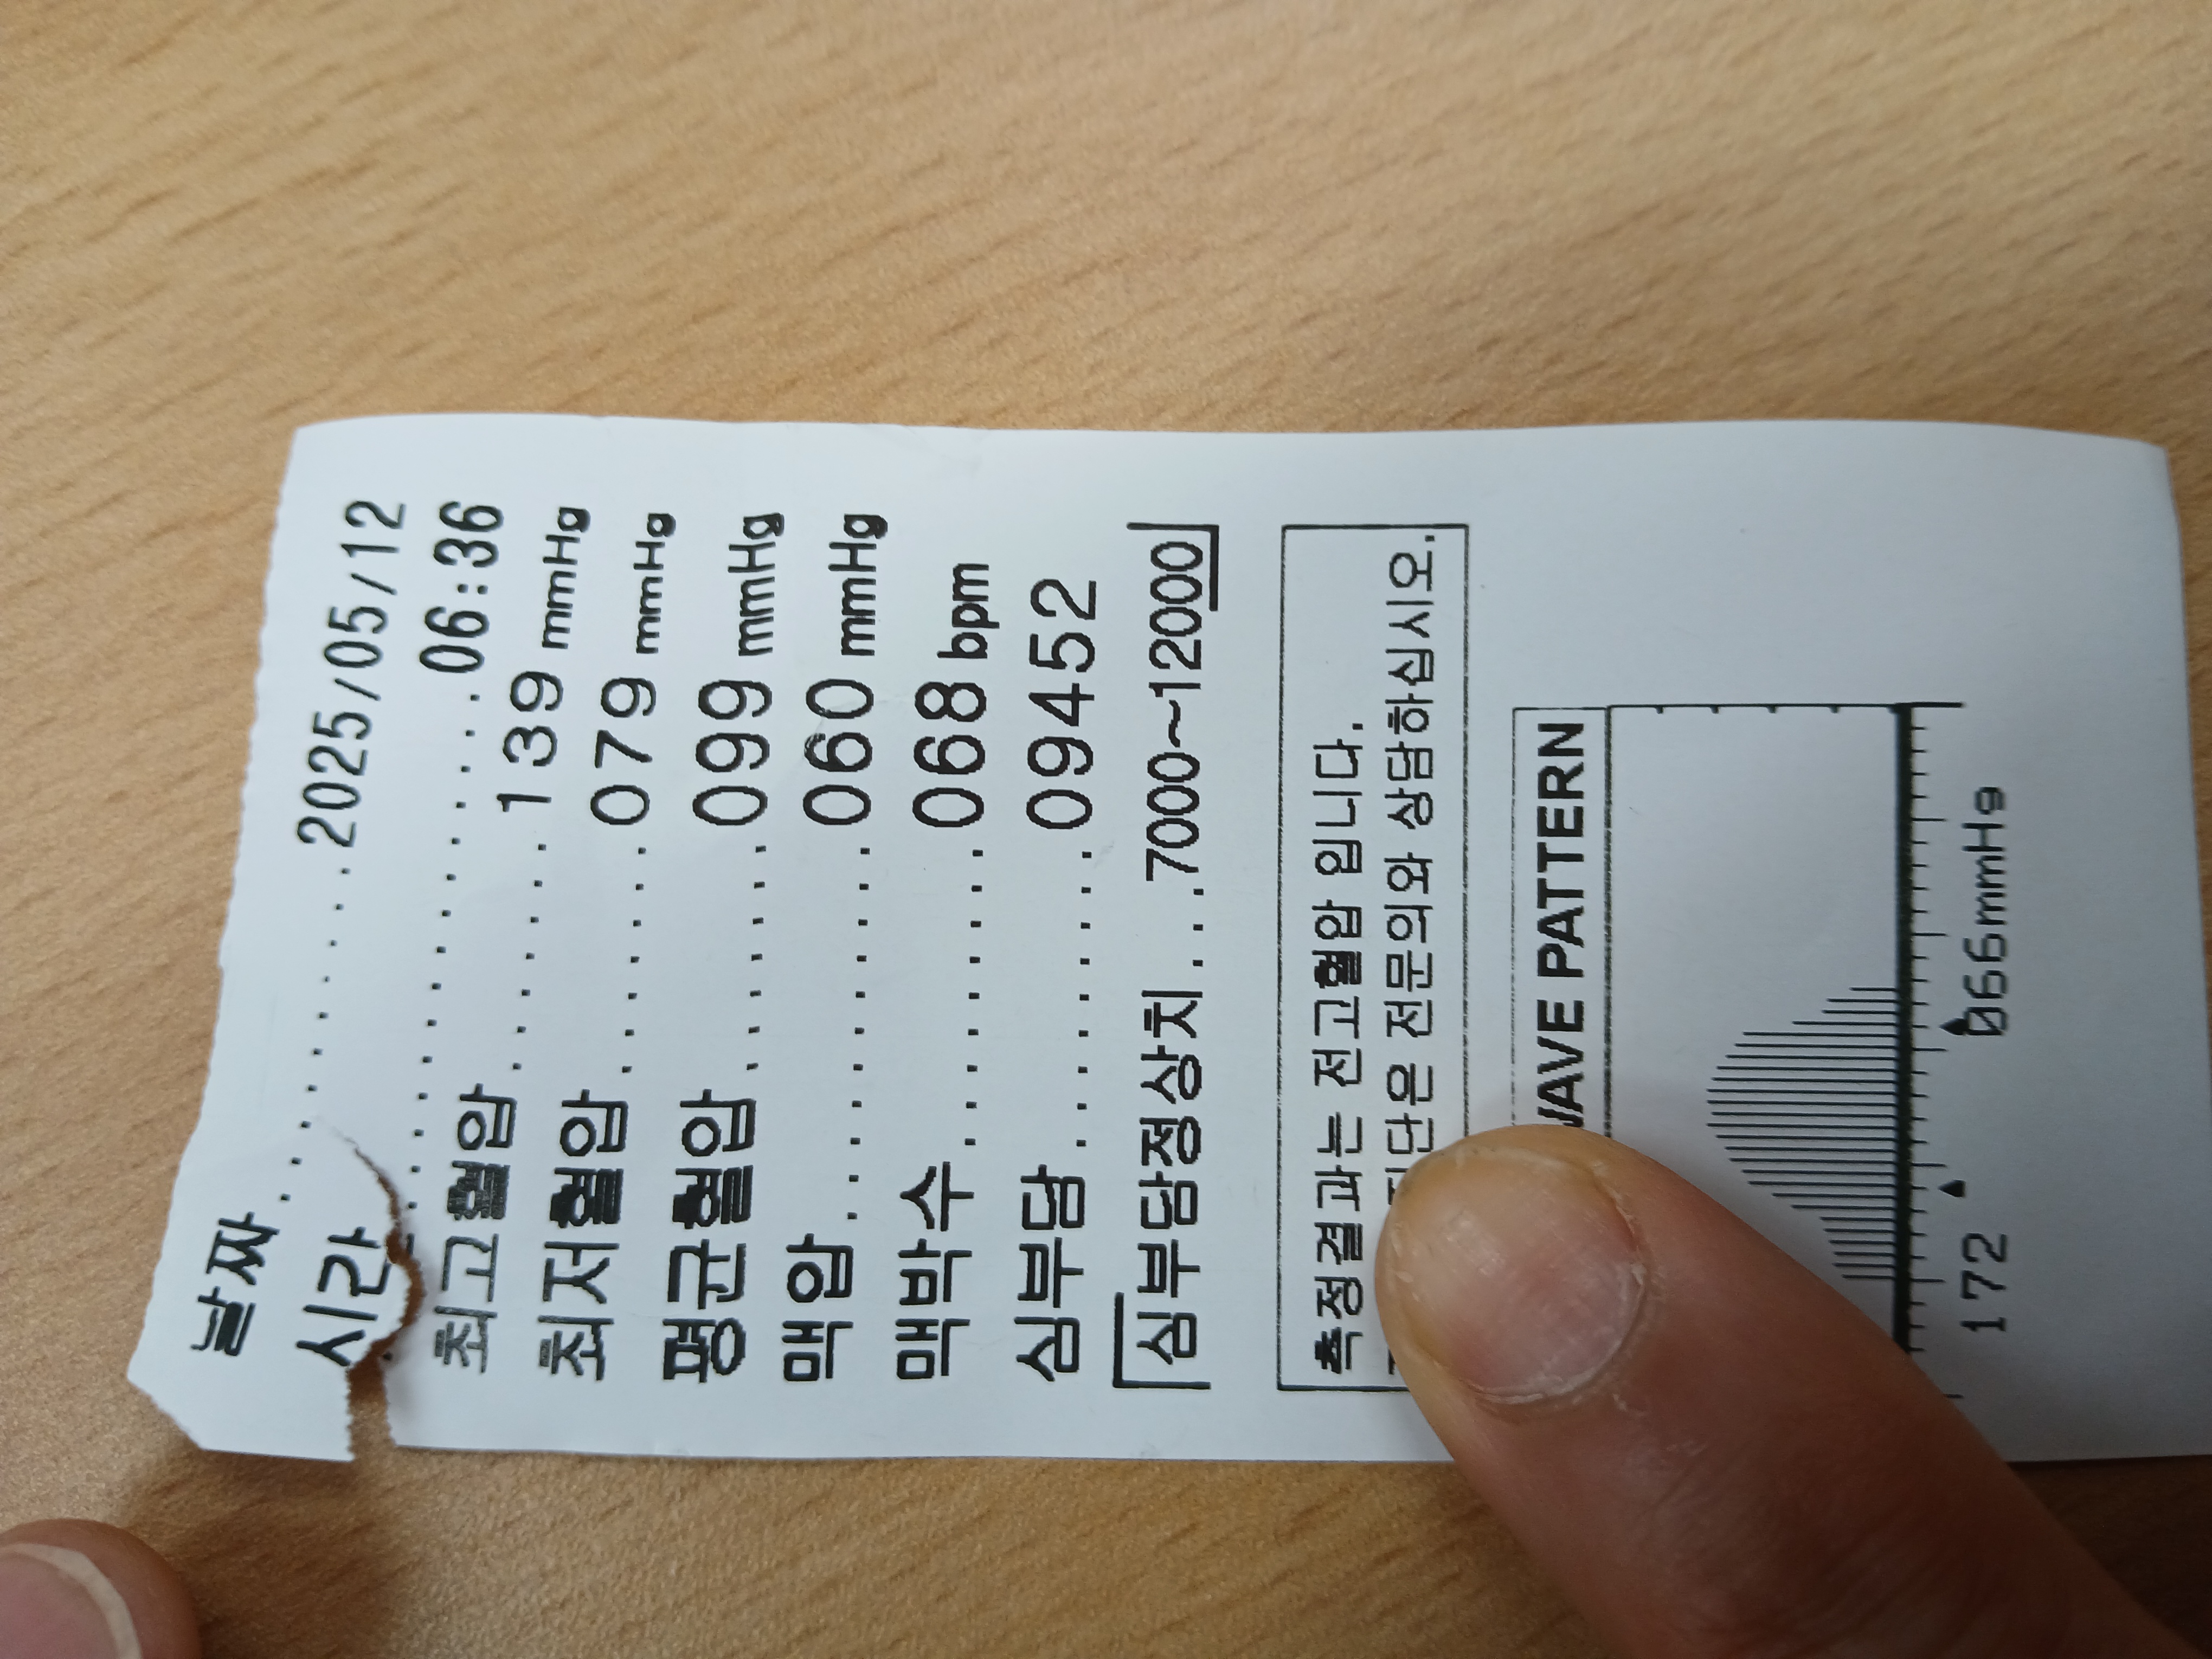 날짜..............2025/05/12
시간..............06:36
최고혈압..........139 mmHg
최저혈압..........079 mmHg
평균혈압..........099 mmHg
맥압..............060 mmHg
맥박수............068 bpm
심부담............09452
[심부담정상치....7000~12000]
측정결과는 전고혈압 입니다.
전문의와 상담하십시오.
WAVE PATTERN
172
066mmHg